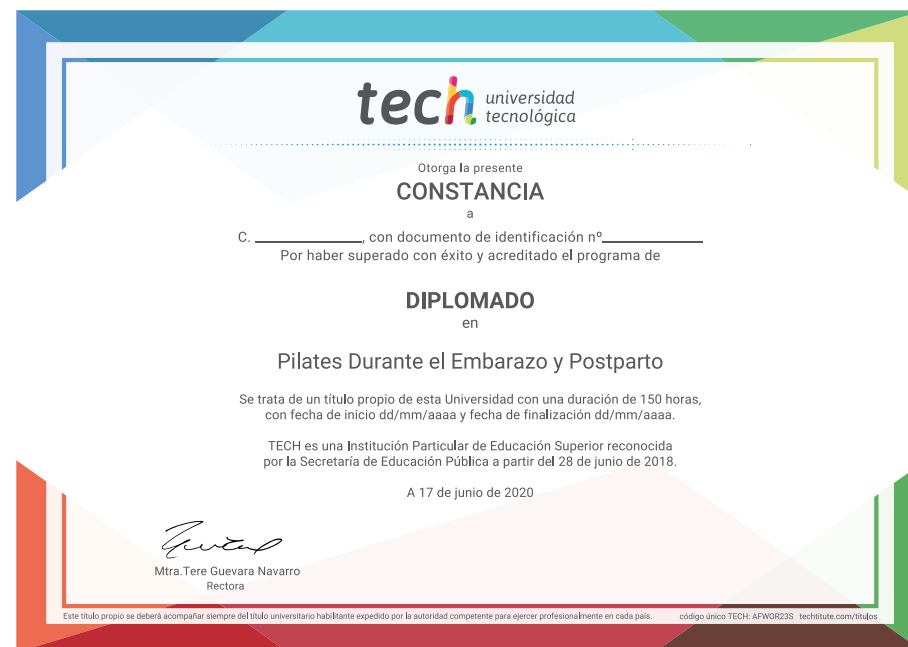 tech universidad
tecnológica
Otorga la presente
CONSTANCIA
a
C. ____________, con documento de identificación nº____________
Por haber superado con éxito y acreditado el programa de
DIPLOMADO
en
Pilates Durante el Embarazo y Postparto
Se trata de un título propio de esta Universidad con una duración de 150 horas,
con fecha de inicio dd/mm/aaaa y fecha de finalización dd/mm/aaaa.
TECH es una Institución Particular de Educación Superior reconocida
por la Secretaría de Educación Pública a partir del 28 de junio de 2018.
A 17 de junio de 2020
Mtra.Tere Guevara Navarro
Rectora
Este título propio se deberá acompañar siempre del título universitario habilitante expedido por la autoridad competente para ejercer profesionalmente en cada país. código único TECH: AFWOR23S techtitute.com/titulos